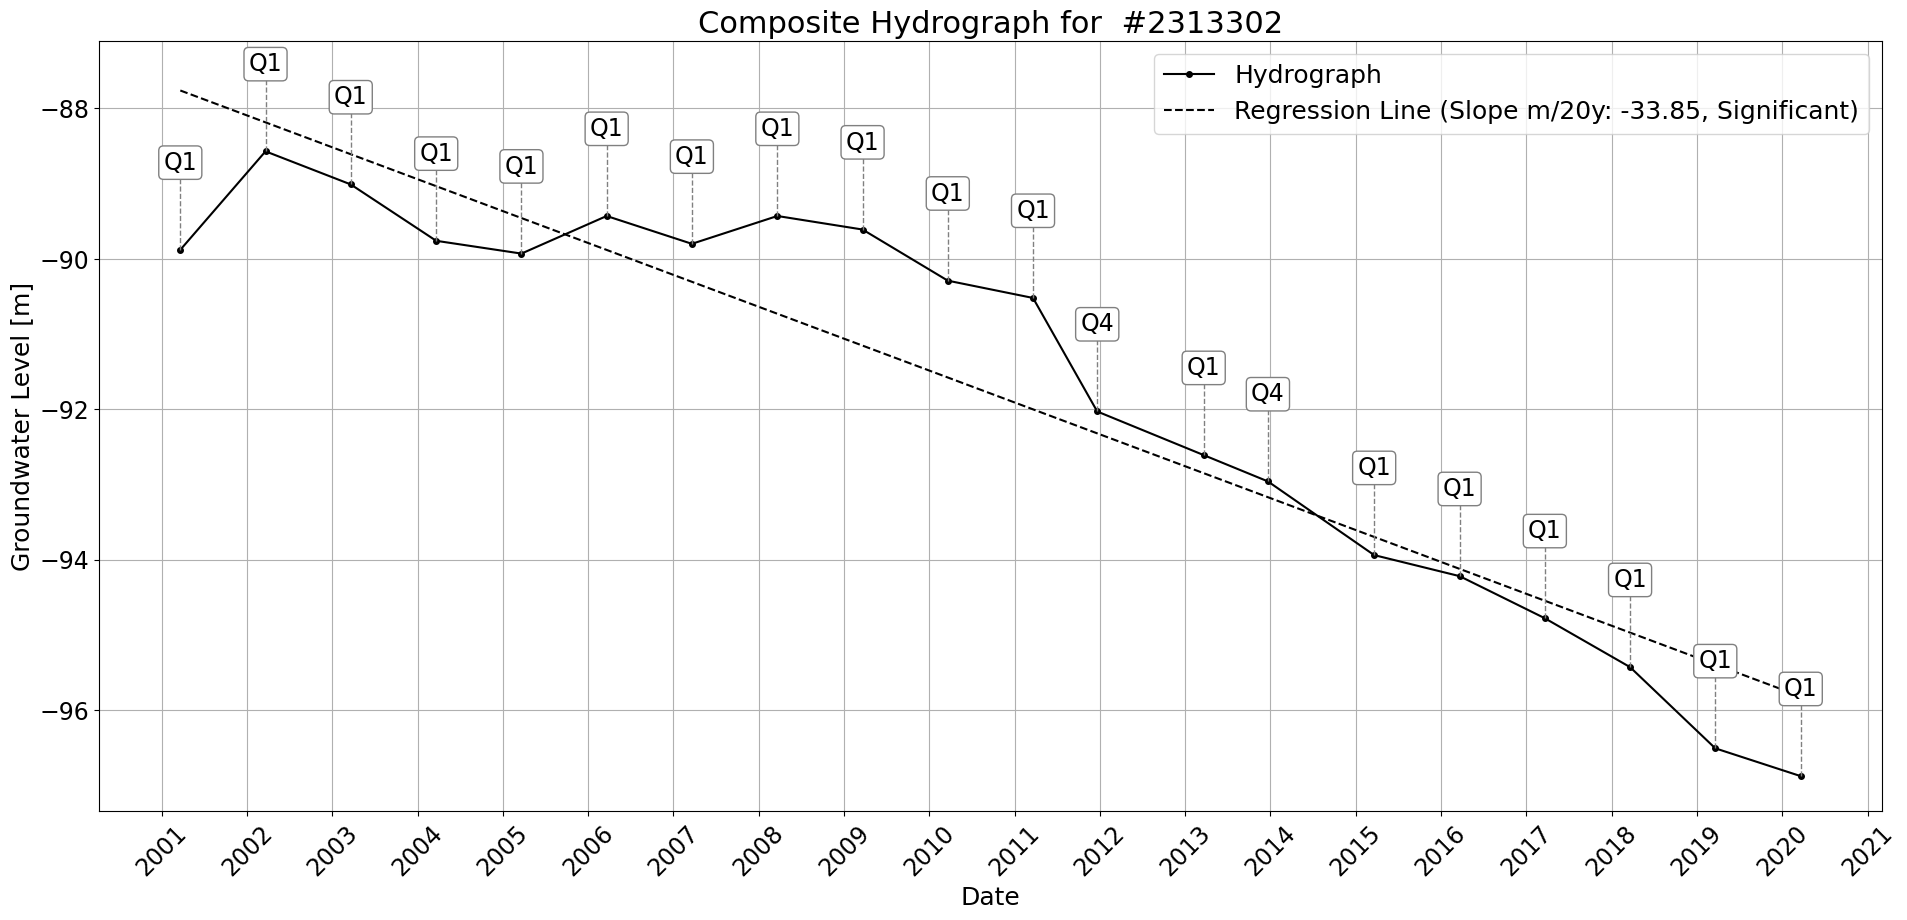 Composite Hydrograph for  #2313302
Hydrograph
Regression Line (Slope m/20y: -33.85, Significant)
Groundwater Level [m]
−88
−90
−92
−94
−96
Q1
Q1
Q1
Q1
Q1
Q1
Q1
Q1
Q1
Q1
Q1
Q4
Q1
Q4
Q1
Q1
Q1
Q1
Q1
Q1
2001
2002
2003
2004
2005
2006
2007
2008
2009
2010
2011
2012
2013
2014
2015
2016
2017
2018
2019
2020
2021
Date